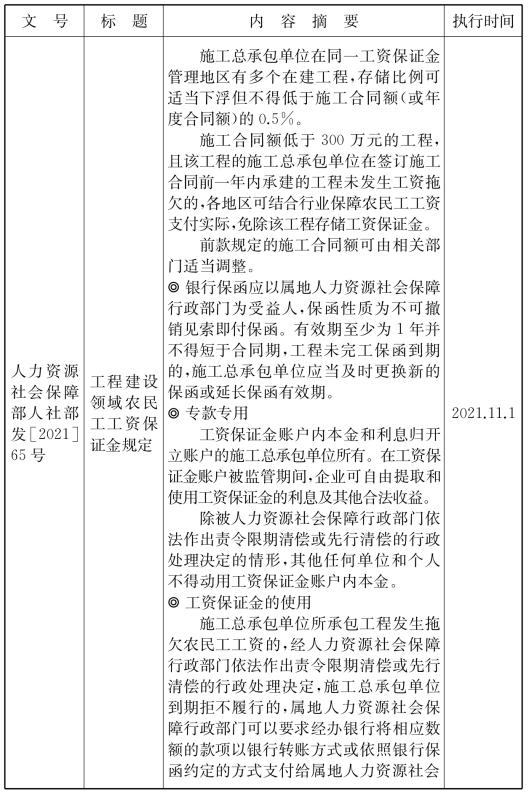 文 号
标 题
内 容 摘 要
执行时间
人力资源
社会保障
部人社部
发[2021]
65号
工程建设
领域农民
工工资保
证金规定
施工总承包单位在同一工资保证金
管理地区有多个在建工程,存储比例可
适当下浮但不得低于施工合同额(或年
度合同额)的0.5%。
施工合同额低于300万元的工程,
且该工程的施工总承包单位在签订施工
合同前一年内承建的工程未发生工资拖
欠的,各地区可结合行业保障农民工工资
支付实际,免除该工程存储工资保证金。
前款规定的施工合同额可由相关部
门适当调整。
◎ 银行保函应以属地人力资源社会保障
行政部门为受益人,保函性质为不可撤
销见索即付保函。有效期至少为1年并
不得短于合同期,工程未完工保函到期
的,施工总承包单位应当及时更换新的
保函或延长保函有效期。
◎ 专款专用
工资保证金账户内本金和利息归开
立账户的施工总承包单位所有。在工资保
证金账户被监管期间,企业可自由提取和
使用工资保证金的利息及其他合法收益。
除被人力资源社会保障行政部门依
法作出责令限期清偿或先行清偿的行政
处理决定的情形,其他任何单位和个人
不得动用工资保证金账户内本金。
◎ 工资保证金的使用
施工总承包单位所承包工程发生拖
欠农民工工资的,经人力资源社会保障
行政部门依法作出责令限期清偿或先行
清偿的行政处理决定,施工总承包单位
到期拒不履行的,属地人力资源社会保
障行政部门可以要求经办银行将相应数
额的款项以银行转账方式或依照银行保
函约定的方式支付给属地人力资源社会
2021.11.1